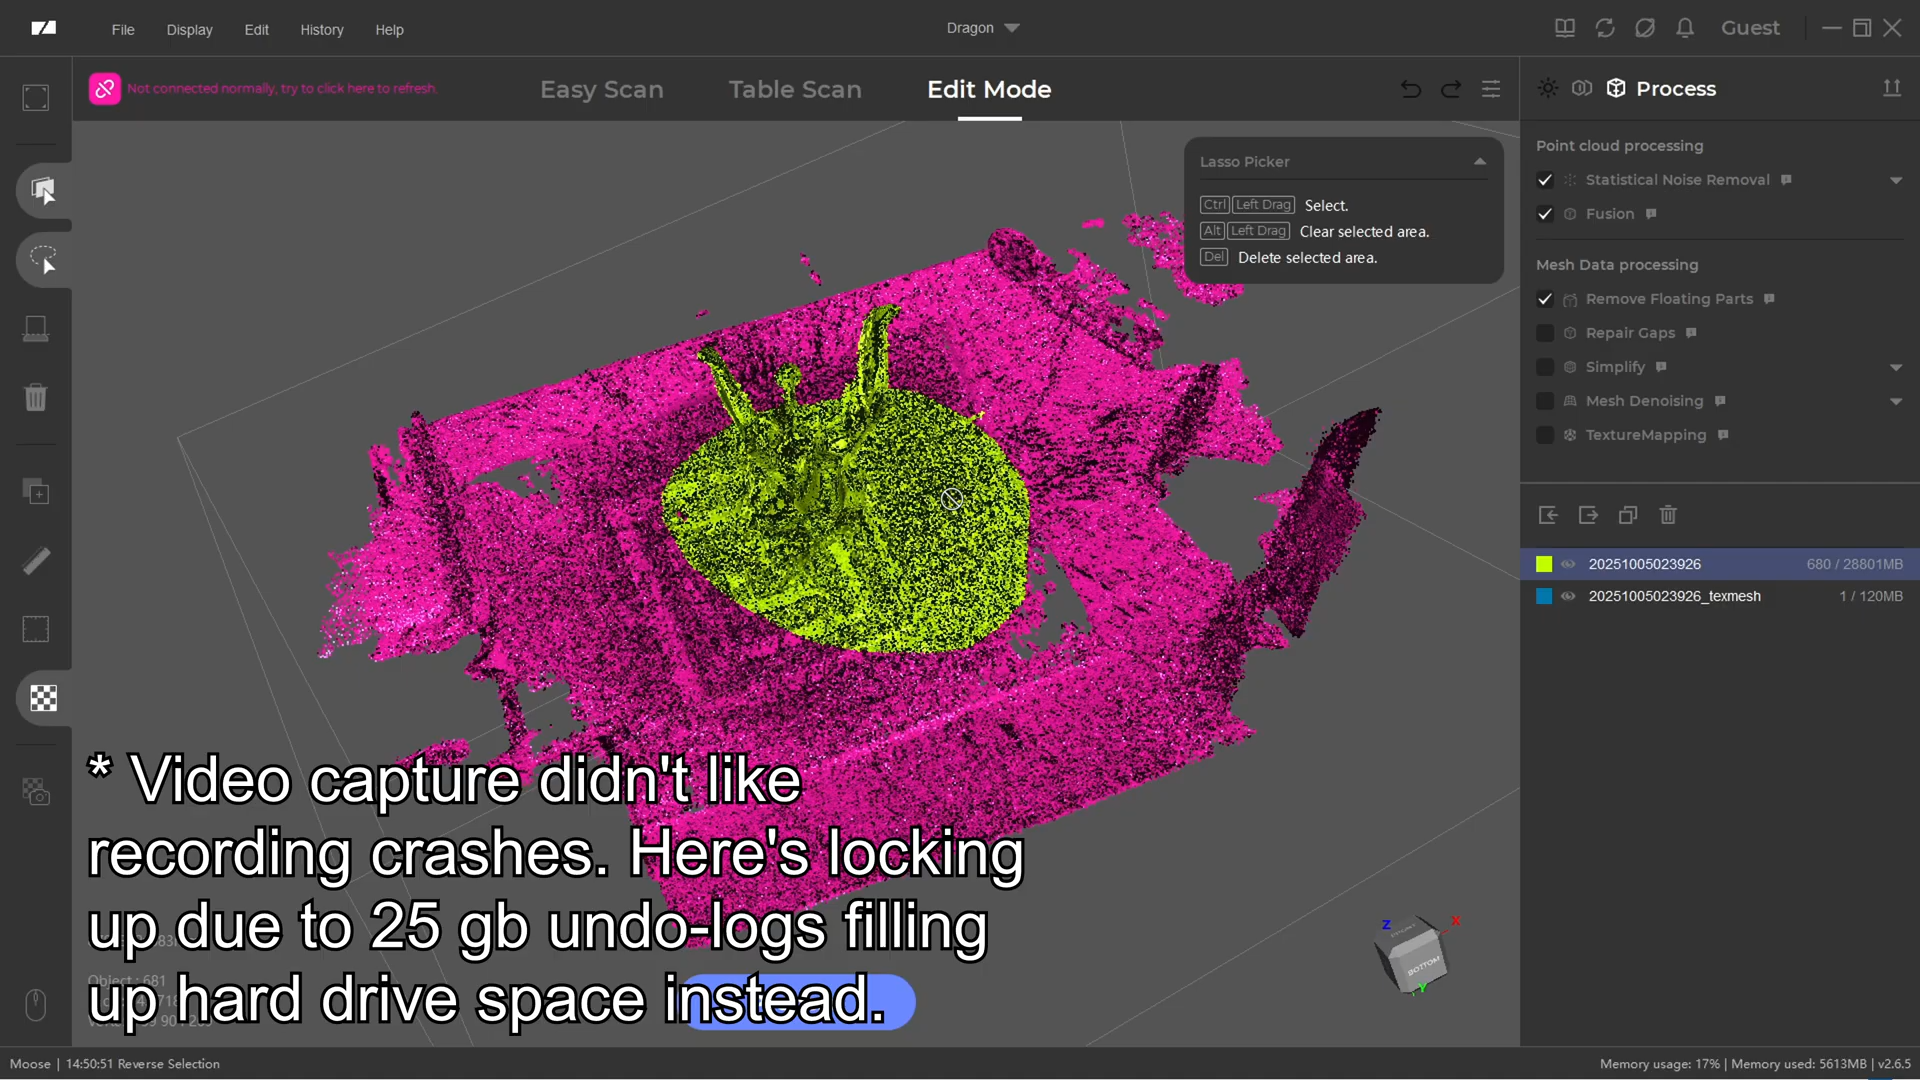 File
Display
Edit
History
Help
Dragon
Guest
Not connected normally, try to click here to refresh.
Easy Scan
Table Scan
Edit Mode
Process
Lasso Picker
Ctrl Left Drag Select.
Alt Left Drag Clear selected area.
Del Delete selected area.
Point cloud processing
Statistical Noise Removal
Fusion
Mesh Data processing
Remove Floating Parts
Repair Gaps
Simplify
Mesh Denoising
TextureMapping
20251005023926 680 / 28801MB
20251005023926_texmesh 1 / 120MB
* Video capture didn't like
recording crashes. Here's locking
up due to 25 gb undo-logs filling
up hard drive space instead.
Object : 681
Z
X
Y
BOTTOM
Moose | 14:50:51 Reverse Selection
Memory usage: 17% | Memory used: 5613MB | v2.6.5